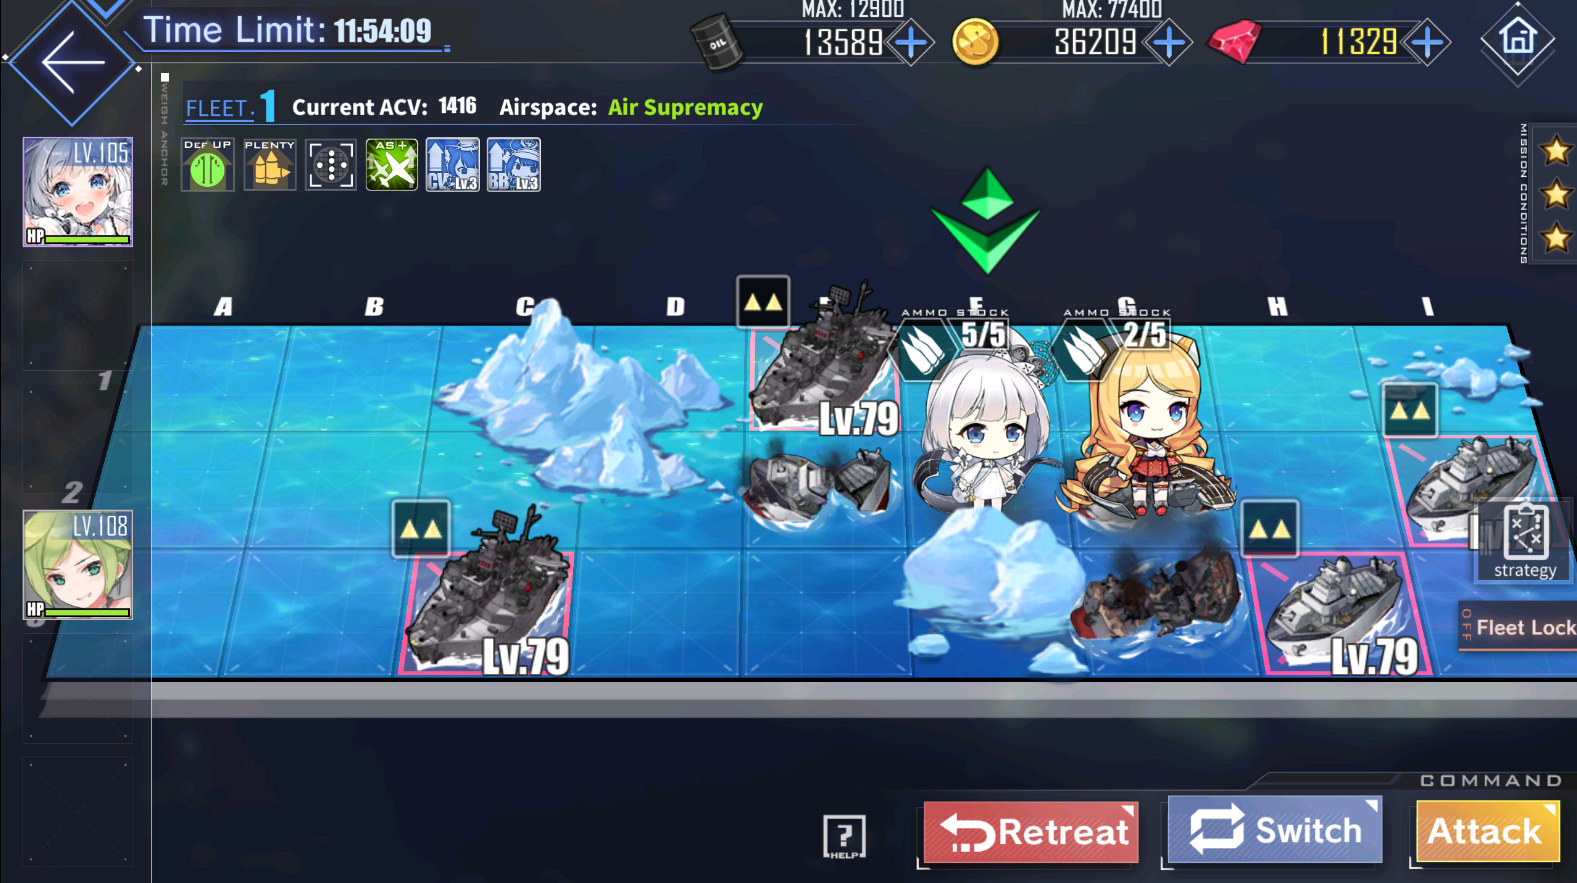 Time Limit: 11:54:09
OIL
MAX: 12900
13589
MAX: 77400
36209
11329
WEIGH ANCHOR
FLEET. 1 Current ACV: 1416 Airspace: Air Supremacy
DEF UP
PLENTY
AS+
CV Lv.3
BB Lv.3
LV.105
HP
MISSION CONDITIONS
A B C D F G H I
AMMO STOCK
5/5
AMMO STOCK
2/5
1
Lv.79
2
LV.108
HP
strategy
OFF
Fleet Lock
Lv.79
Lv.79
COMMAND
?
HELP
Retreat
Switch
Attack